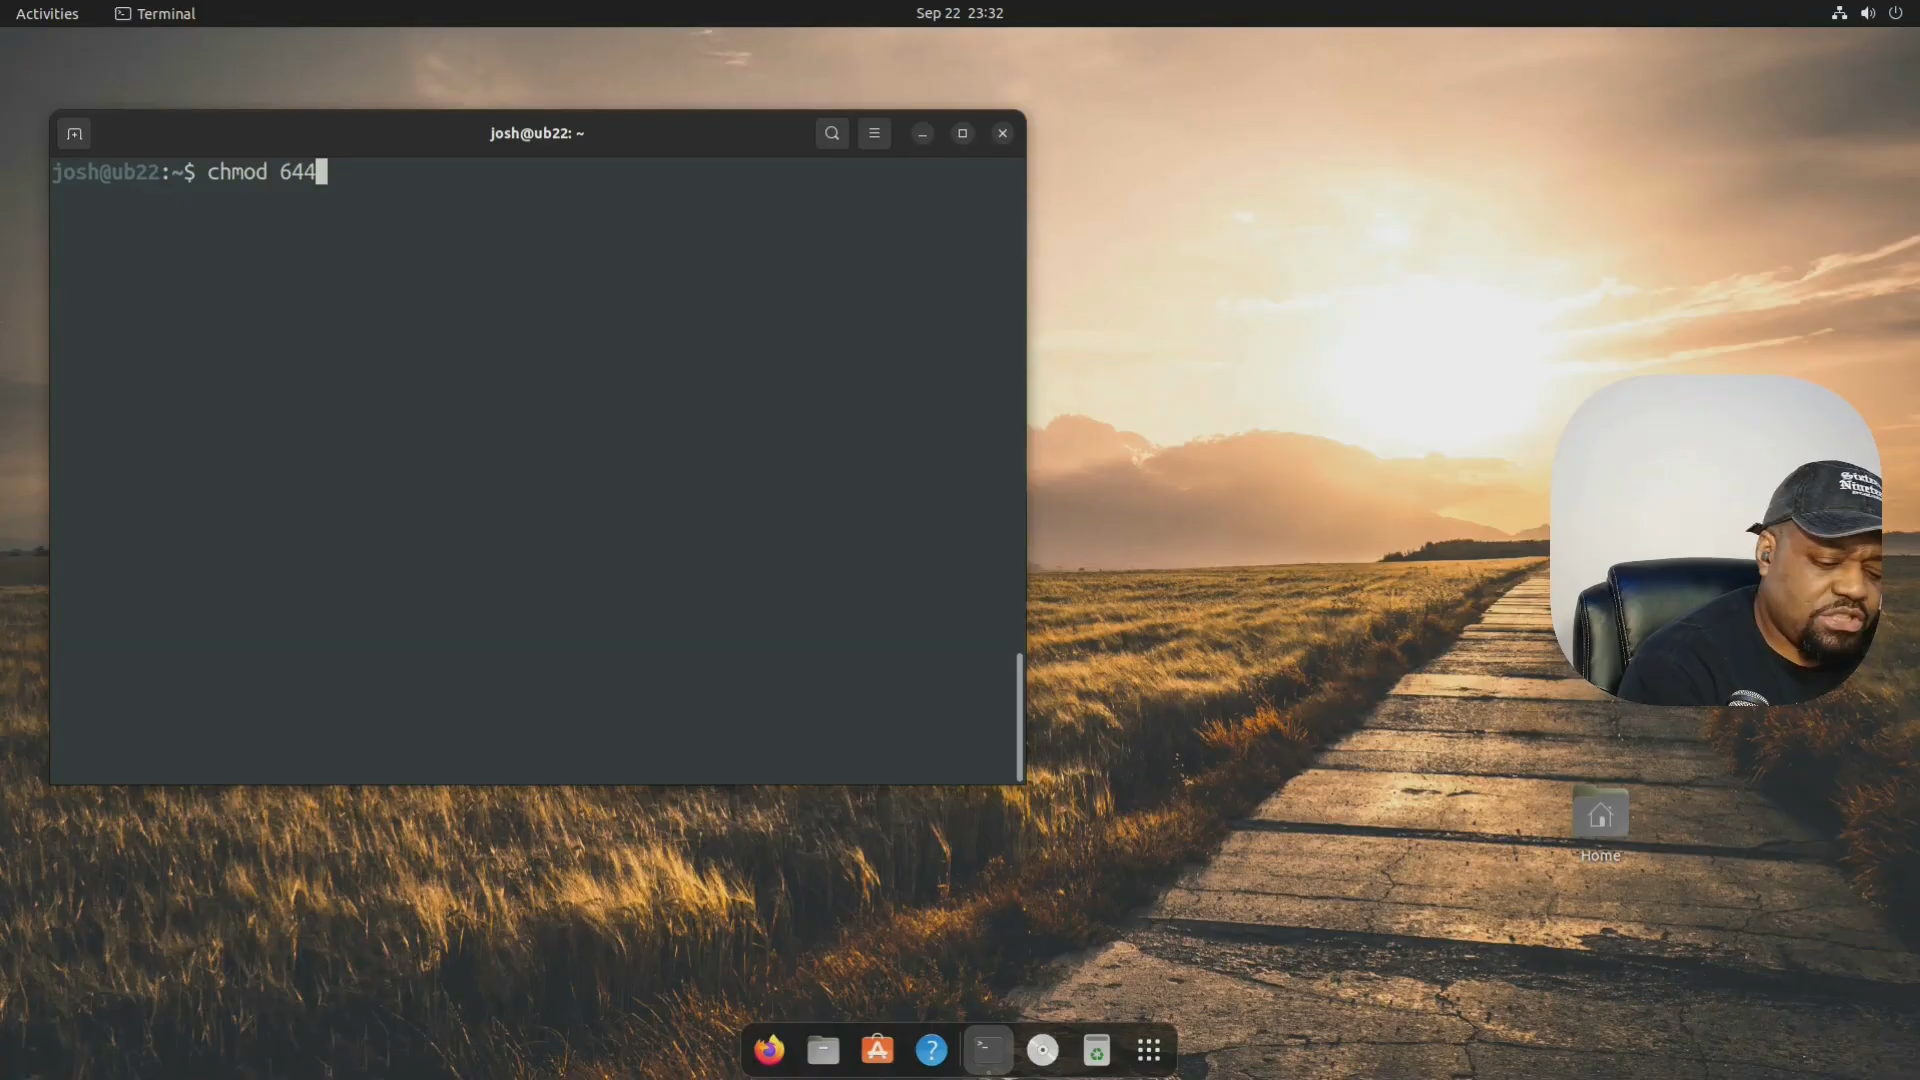 Activities
Terminal
Sep 22 23:32
josh@ub22: ~
josh@ub22:~$ chmod 644
Home